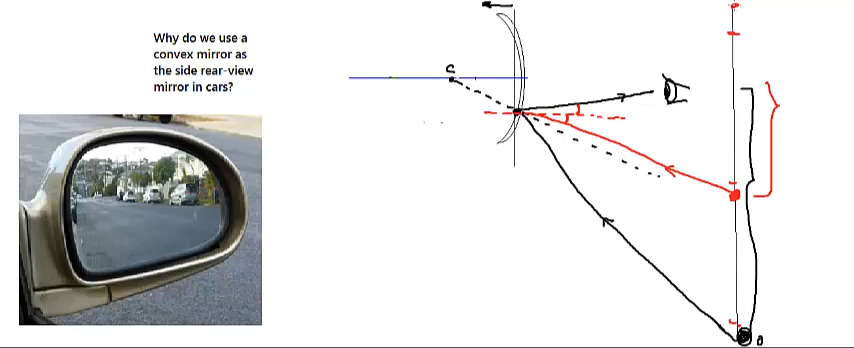 Why do we use a
convex mirror as
the side rear-view
mirror in cars?
C